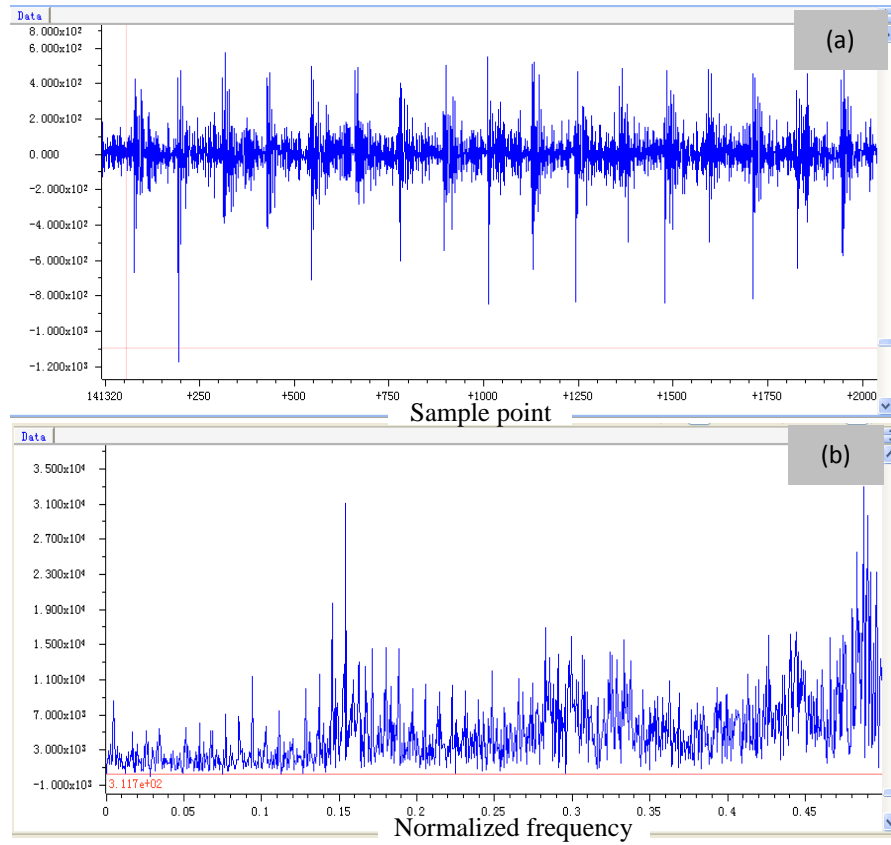 Data
(a)
8.000x10²
6.000x10²
4.000x10²
2.000x10²
0.000
-2.000x10²
-4.000x10²
-6.000x10²
-8.000x10²
-1.000x10³
-1.200x10³
141320 +250 +500 +750 +1000 +1250 +1500 +1750 +2000
Sample point
Data
(b)
3.500x10⁴
3.100x10⁴
2.700x10⁴
2.300x10⁴
1.900x10⁴
1.500x10⁴
1.100x10⁴
7.000x10³
3.000x10³
-1.000x10³
3.117e+02
0 0.05 0.1 0.15 0.2 0.25 0.3 0.35 0.4 0.45
Normalized frequency